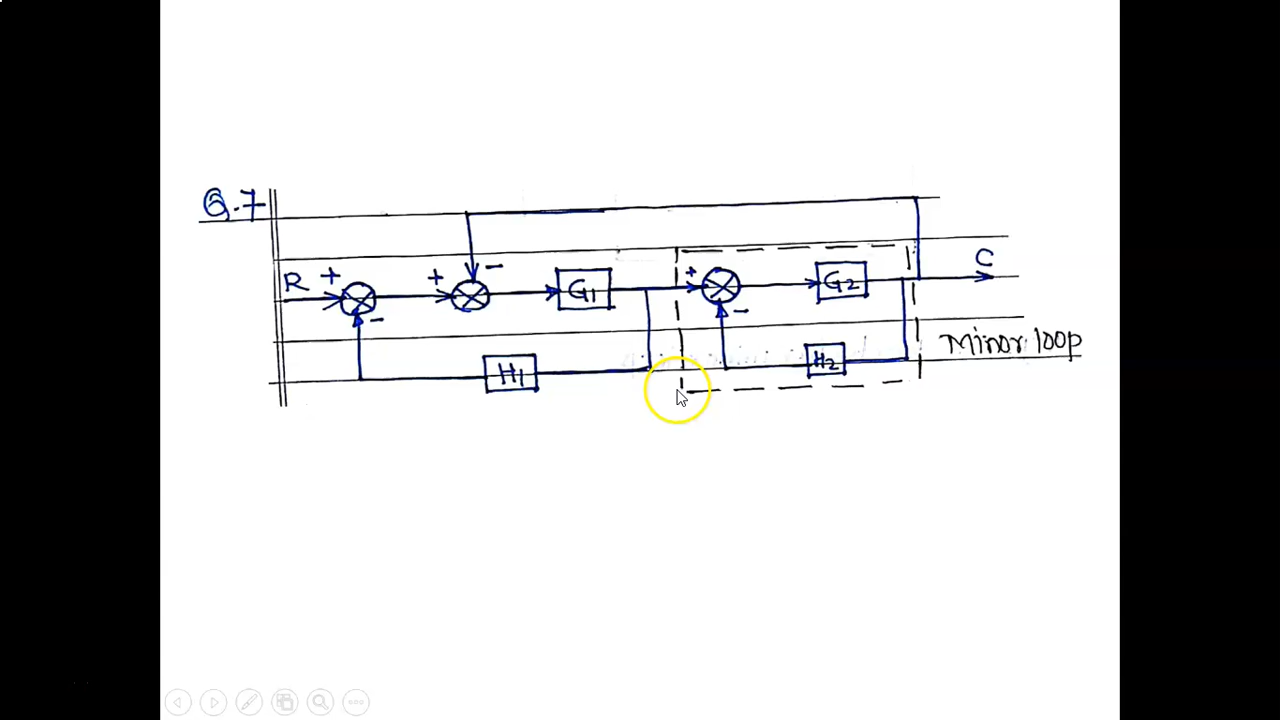 Q.7
R + + - G1 + G2 C
- - Minor loop
H1 H2